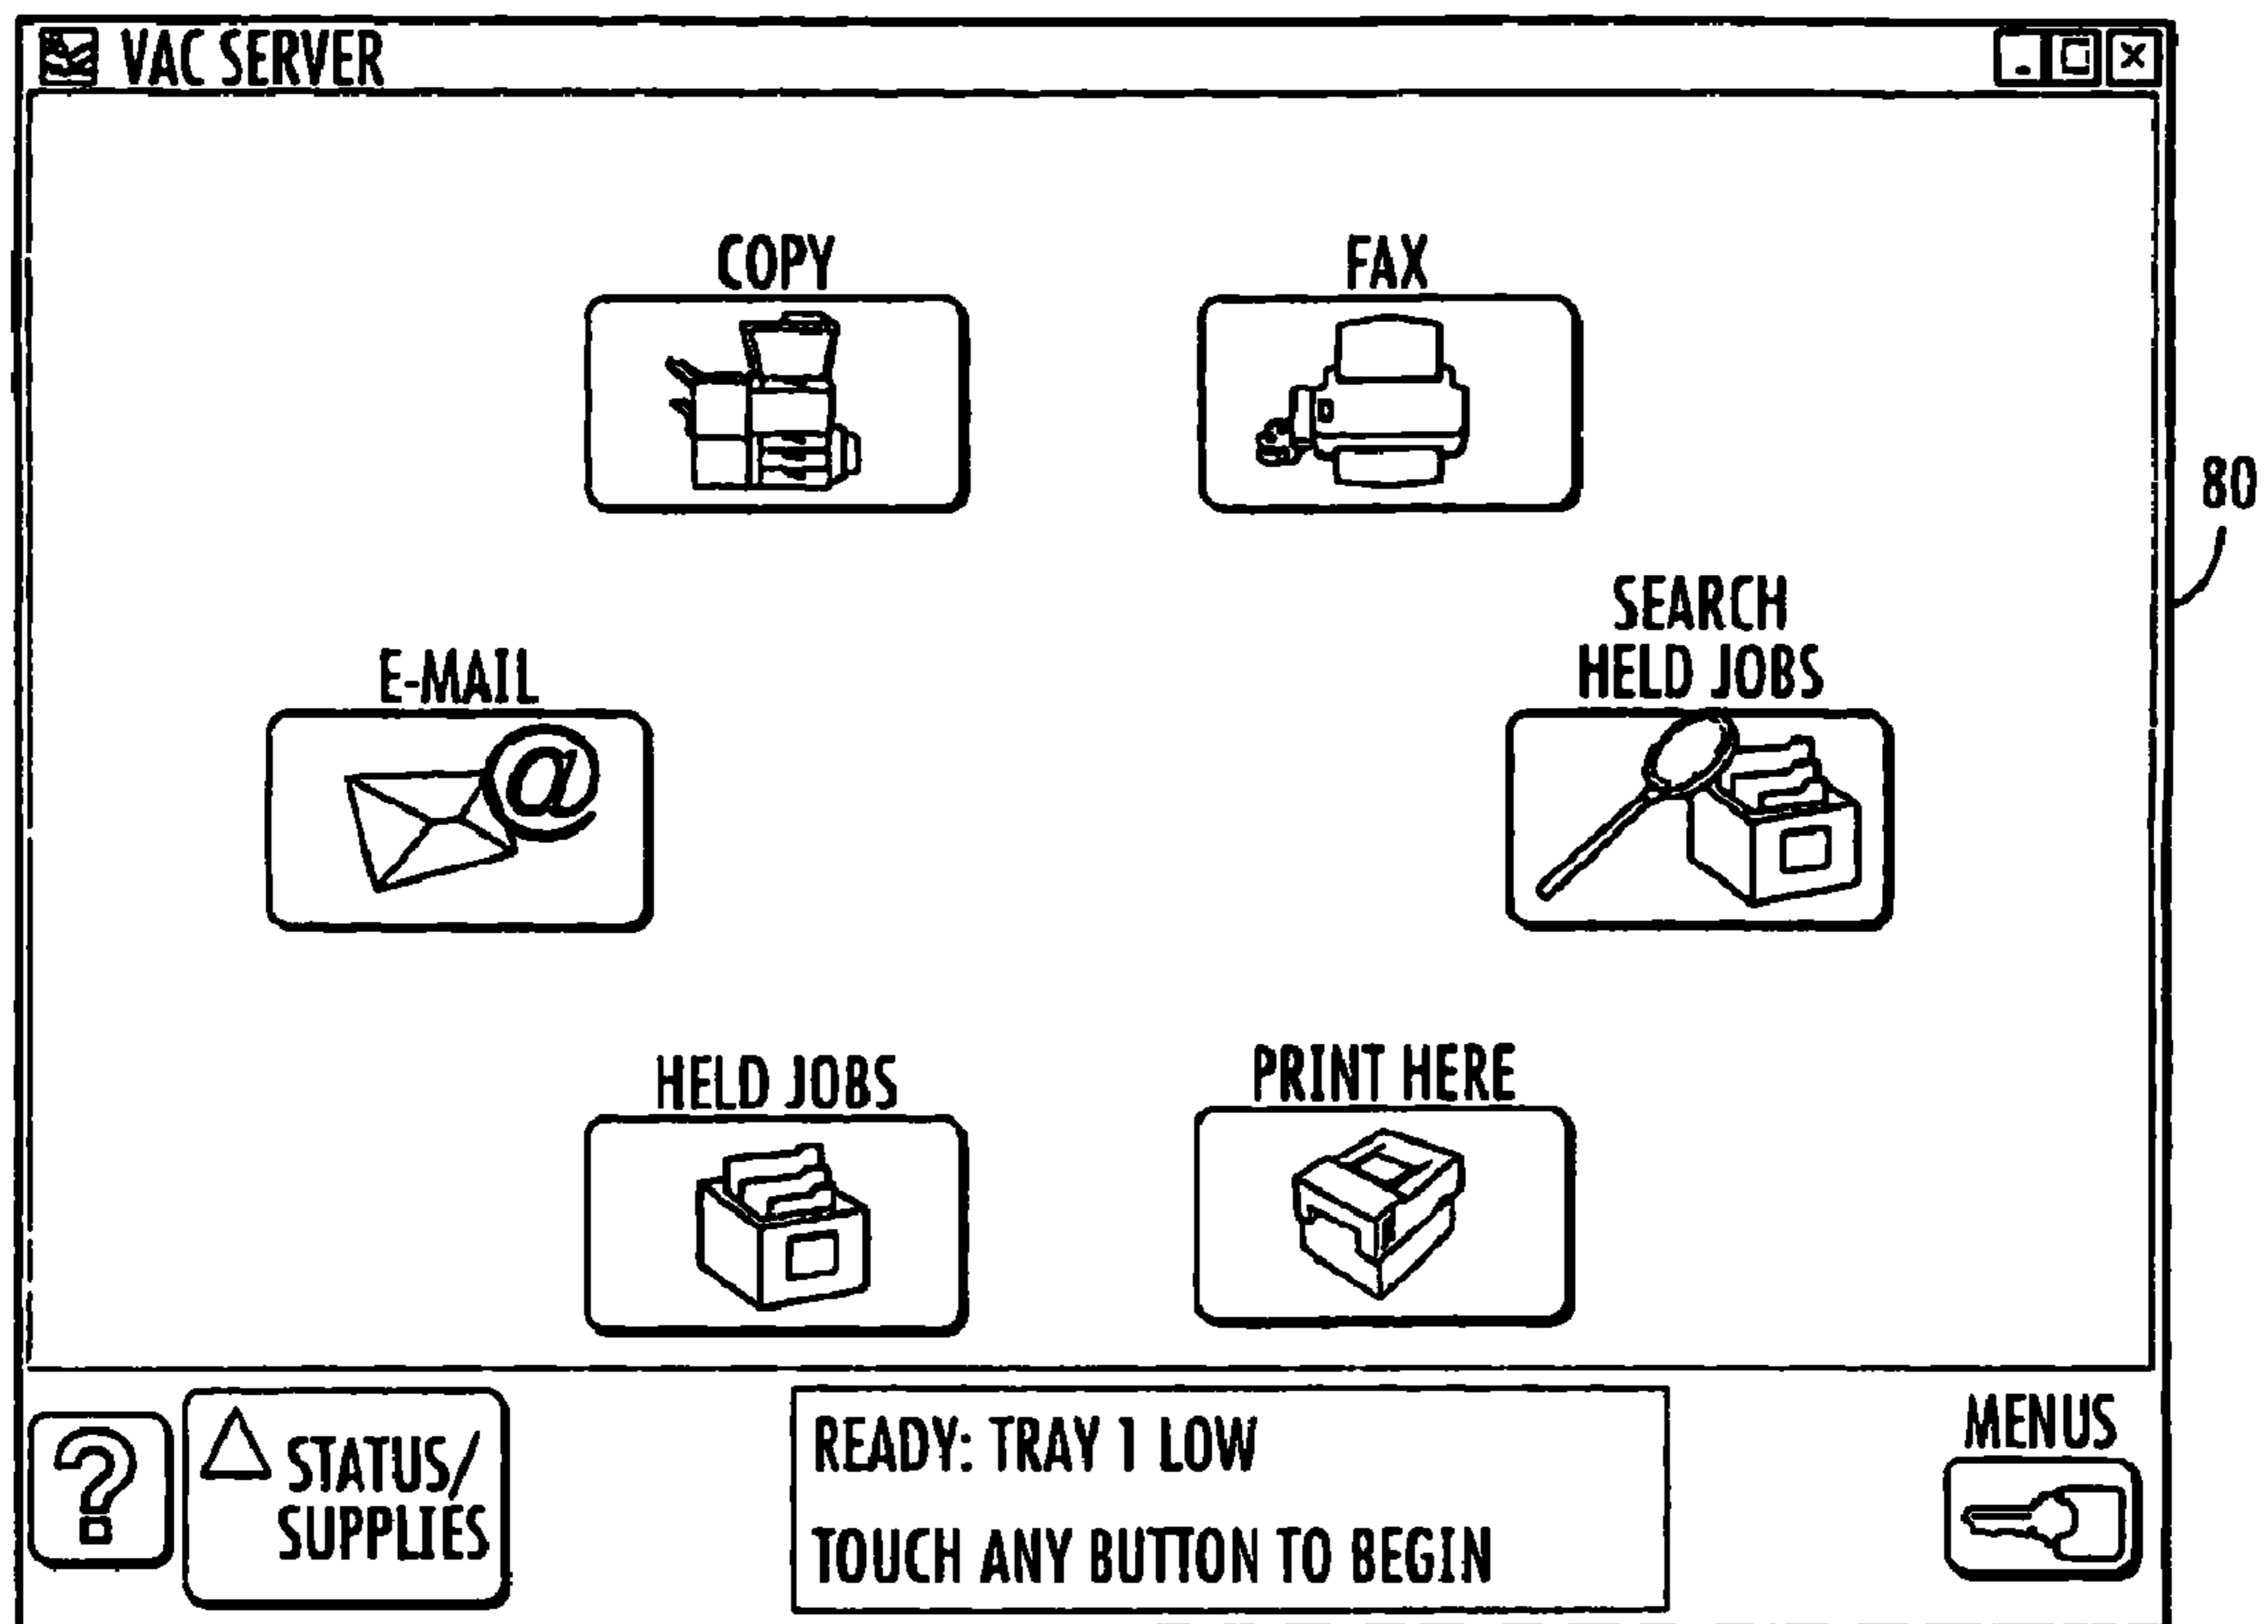 VAC SERVER
COPY
FAX
80
SEARCH
HELD JOBS
E-MAIL
@
HELD JOBS
PRINT HERE
?
STATUS/
SUPPLIES
READY: TRAY 1 LOW
TOUCH ANY BUTTON TO BEGIN
MENUS